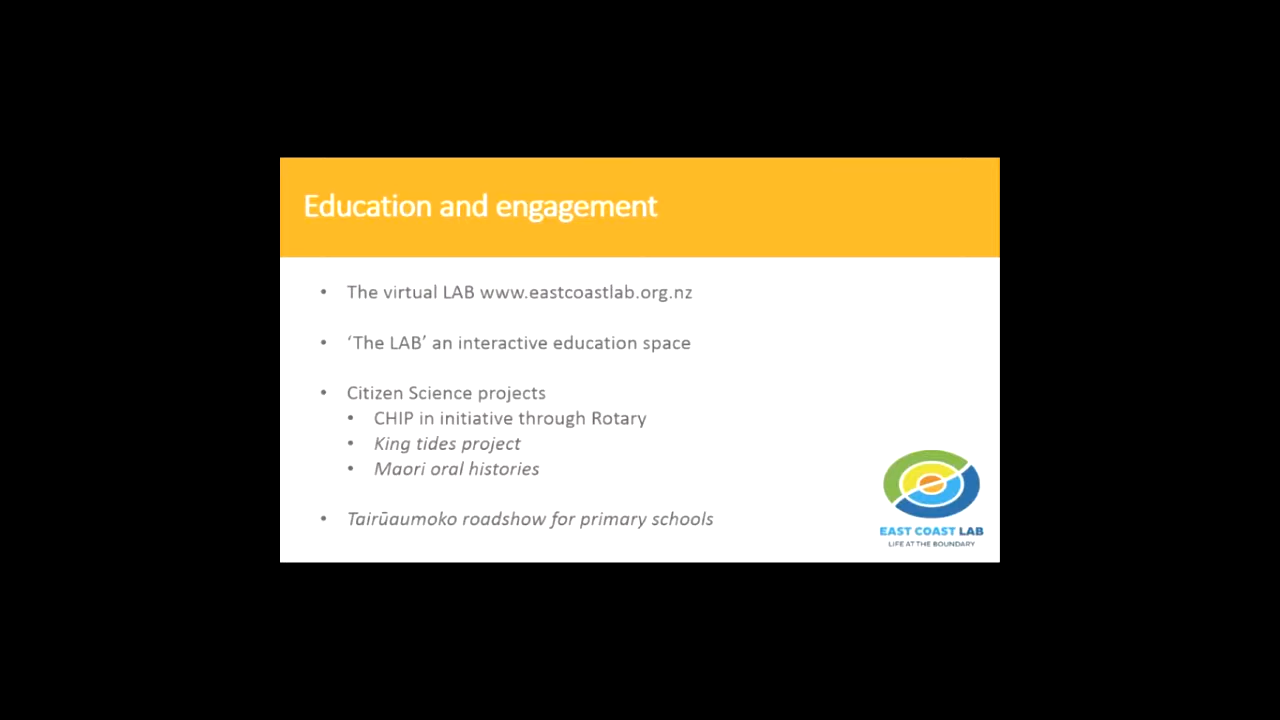 Education and engagement
• The virtual LAB www.eastcoastlab.org.nz
• ‘The LAB’ an interactive education space
• Citizen Science projects
• CHIP in initiative through Rotary
• King tides project
• Maori oral histories
• Tairūaumoko roadshow for primary schools
EAST COAST LAB
LIFE AT THE BOUNDARY